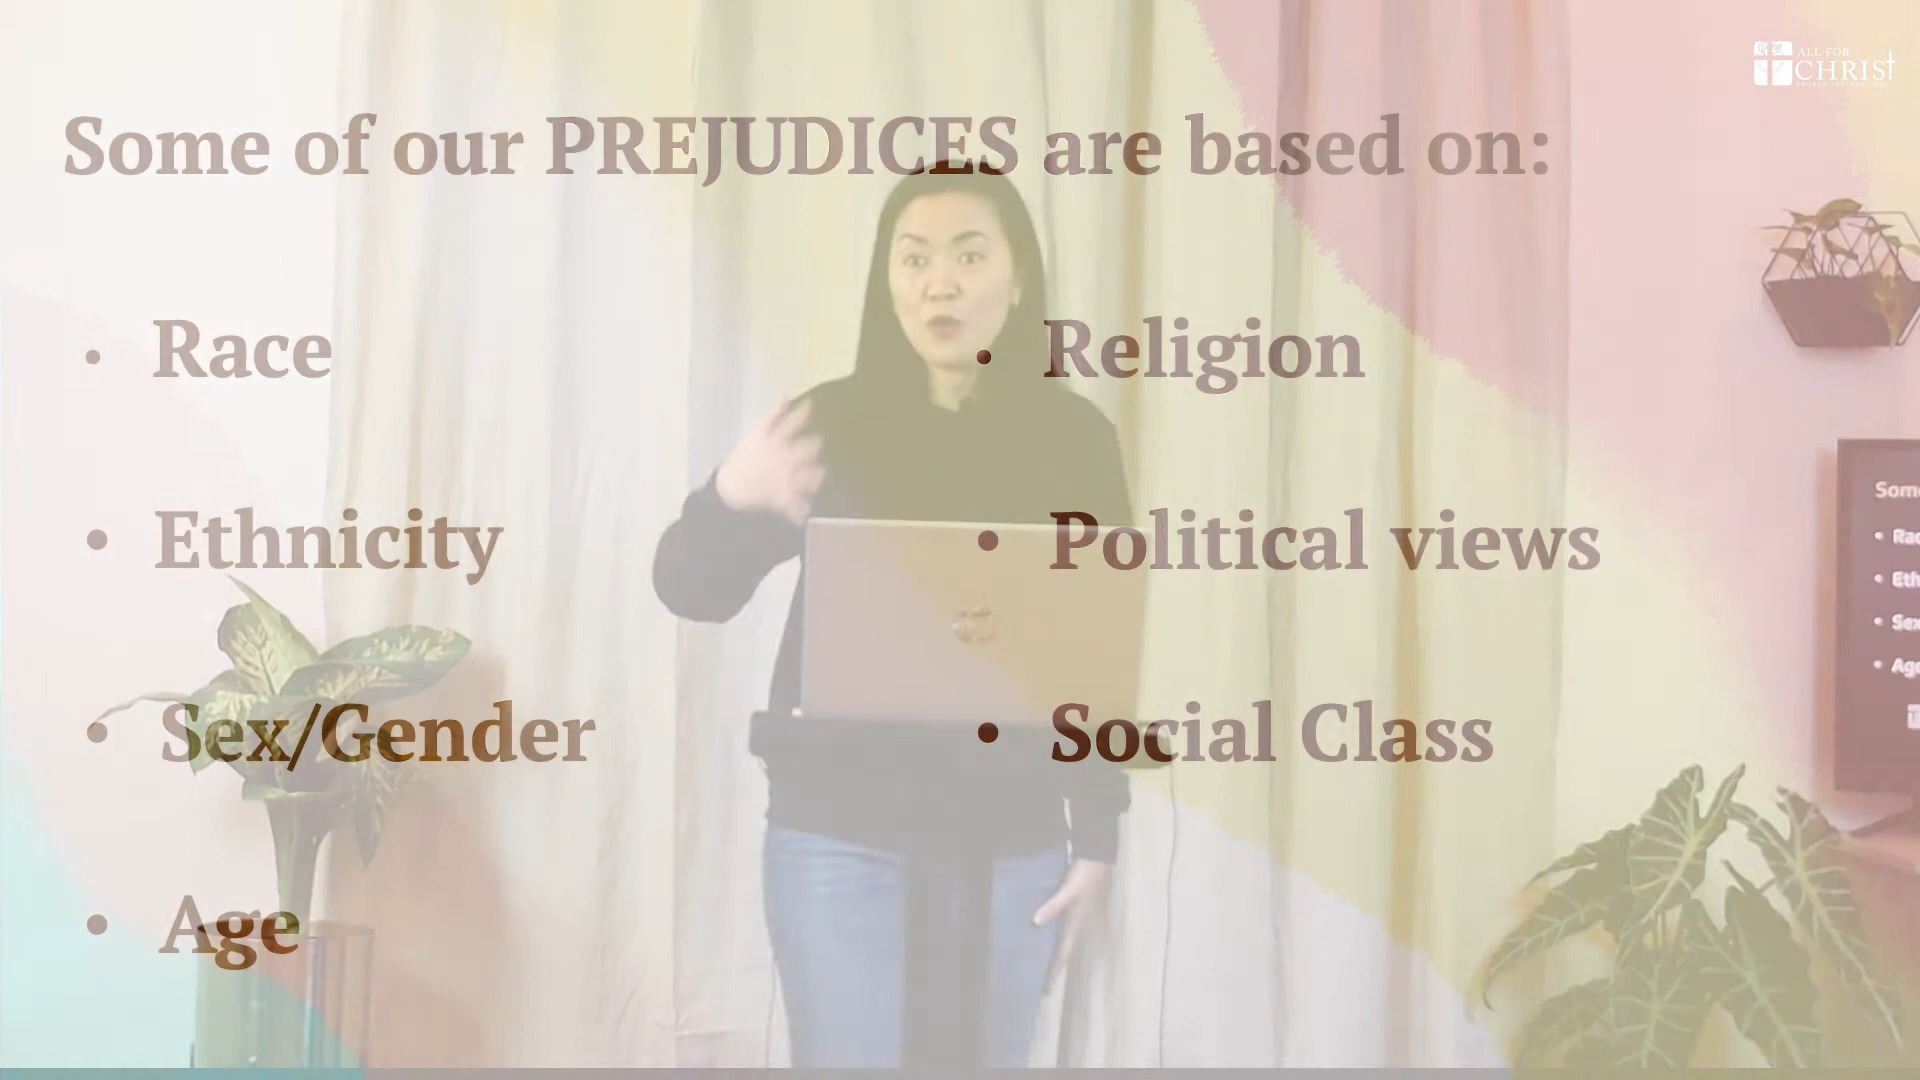 ALL FOR
CHRIST
Some of our PREJUDICES are based on:
• Race
• Ethnicity
• Sex/Gender
• Age
• Religion
• Political views
• Social Class